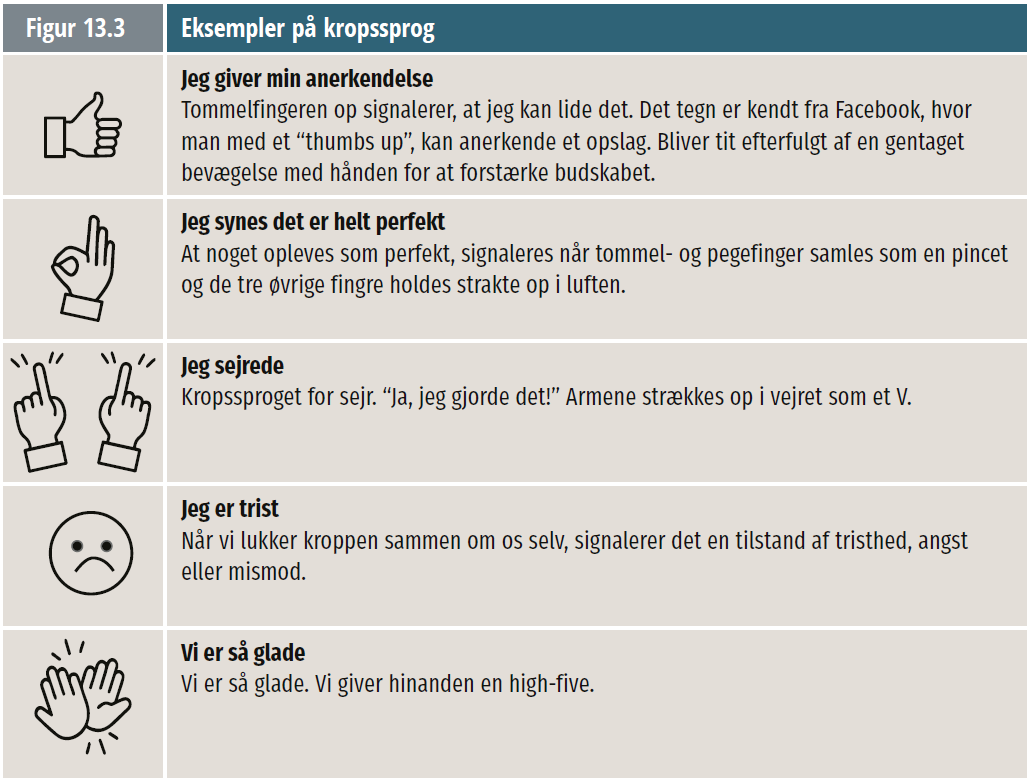 Figur 13.3
Eksempler på kropssprog
Jeg giver min anerkendelse
Tommelfingeren op signalerer, at jeg kan lide det. Det tegn er kendt fra Facebook, hvor
man med et “thumbs up”, kan anerkende et opslag. Bliver tit efterfulgt af en gentaget
bevægelse med hånden for at forstærke budskabet.
Jeg synes det er helt perfekt
At noget opleves som perfekt, signaleres når tommel- og pegefinger samles som en pincet
og de tre øvrige fingre holdes strakte op i luften.
Jeg sejrede
Kropssproget for sejr. “Ja, jeg gjorde det!” Armene strækkes op i vejret som et V.
Jeg er trist
Når vi lukker kroppen sammen om os selv, signalerer det en tilstand af tristhed, angst
eller mismod.
Vi er så glade
Vi er så glade. Vi giver hinanden en high-five.